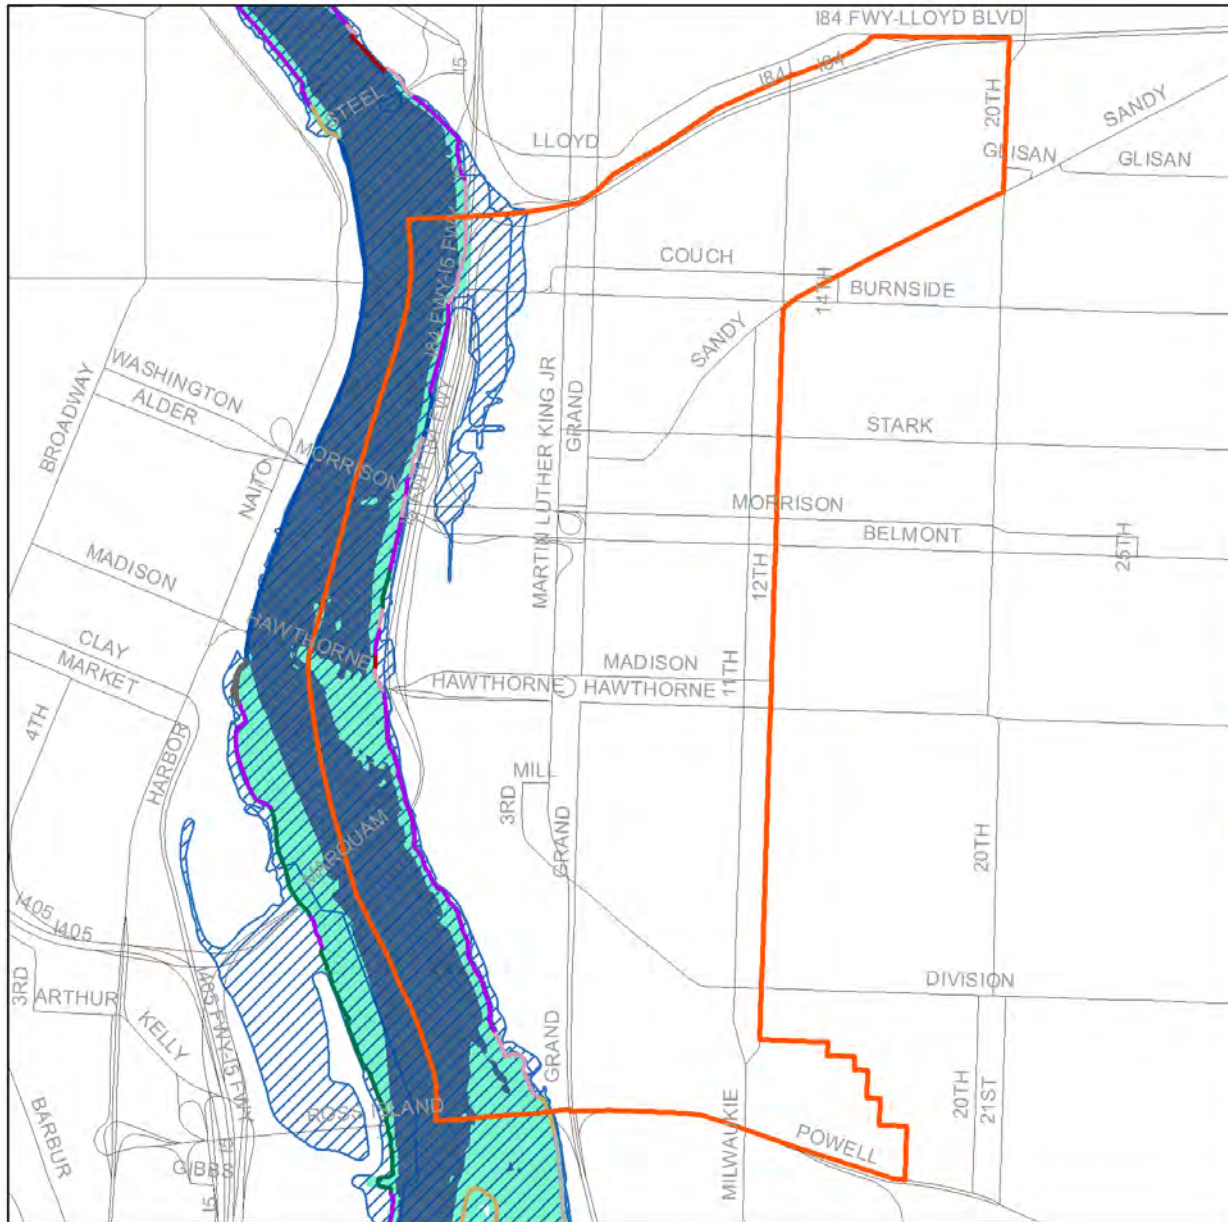 I84 FWY-LLOYD BLVD
I5
I84
I84
STEEL
20TH
SANDY
LLOYD
GLISAN
GLISAN
I84 FWY-I5 FWY
COUCH
14TH
BURNSIDE
SANDY
WASHINGTON
ALDER
BROADWAY
MARTIN LUTHER KING JR
GRAND
STARK
MORRISON
NAITO
MORRISON
BELMONT
25TH
MADISON
12TH
HAWTHORNE
CLAY
MARKET
MADISON
11TH
HAWTHORNE
HAWTHORNE
4TH
HARBOR
MILL
3RD
GRAND
MARQUAM
20TH
I405
I405
3RD
ARTHUR
KELLY
I405 FWY-I5 FWY
DIVISION
GRAND
ROSS ISLAND
20TH
21ST
BARBUR
GIBBS
I5
POWELL
MILWAUKIE